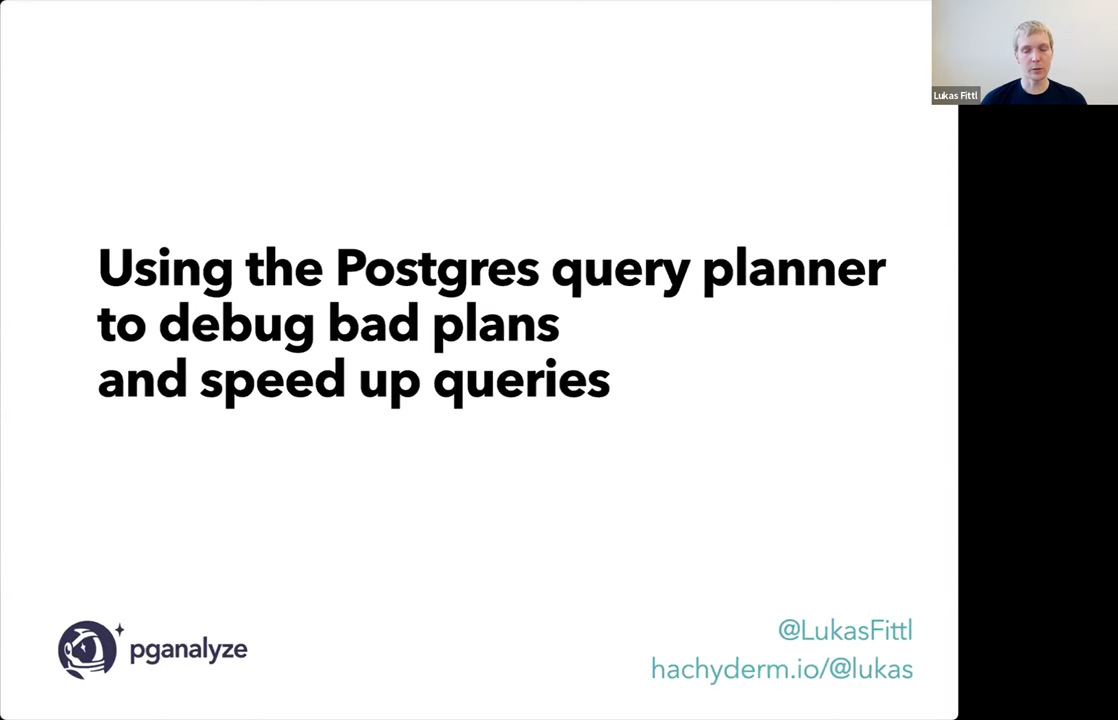 Lukas Fittl
Using the Postgres query planner
to debug bad plans
and speed up queries
pganalyze
@LukasFittl
hachyderm.io/@lukas